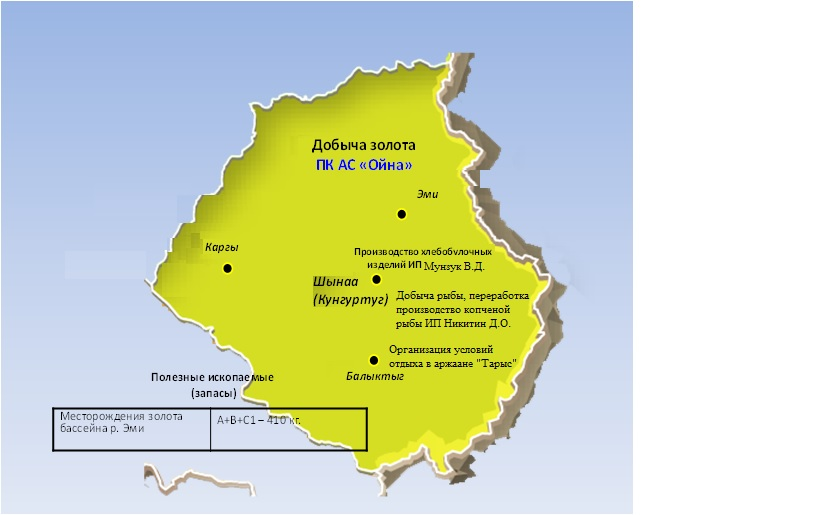 Добыча золота
ПК АС «Ойна»
Эми
Каргы
Производство хлебобулочных
изделий ИП Мунзук В.Д.
Шынаа
(Кунгуртуг)
Добыча рыбы, переработка
производство копченой
рыбы ИП Никитин Д.О.
Организация условий
отдыха в аржаане "Тарыс"
Балыктыг
Полезные ископаемые
(запасы)
Месторождения золота
бассейна р. Эми
А+В+С1 – 410 кг.